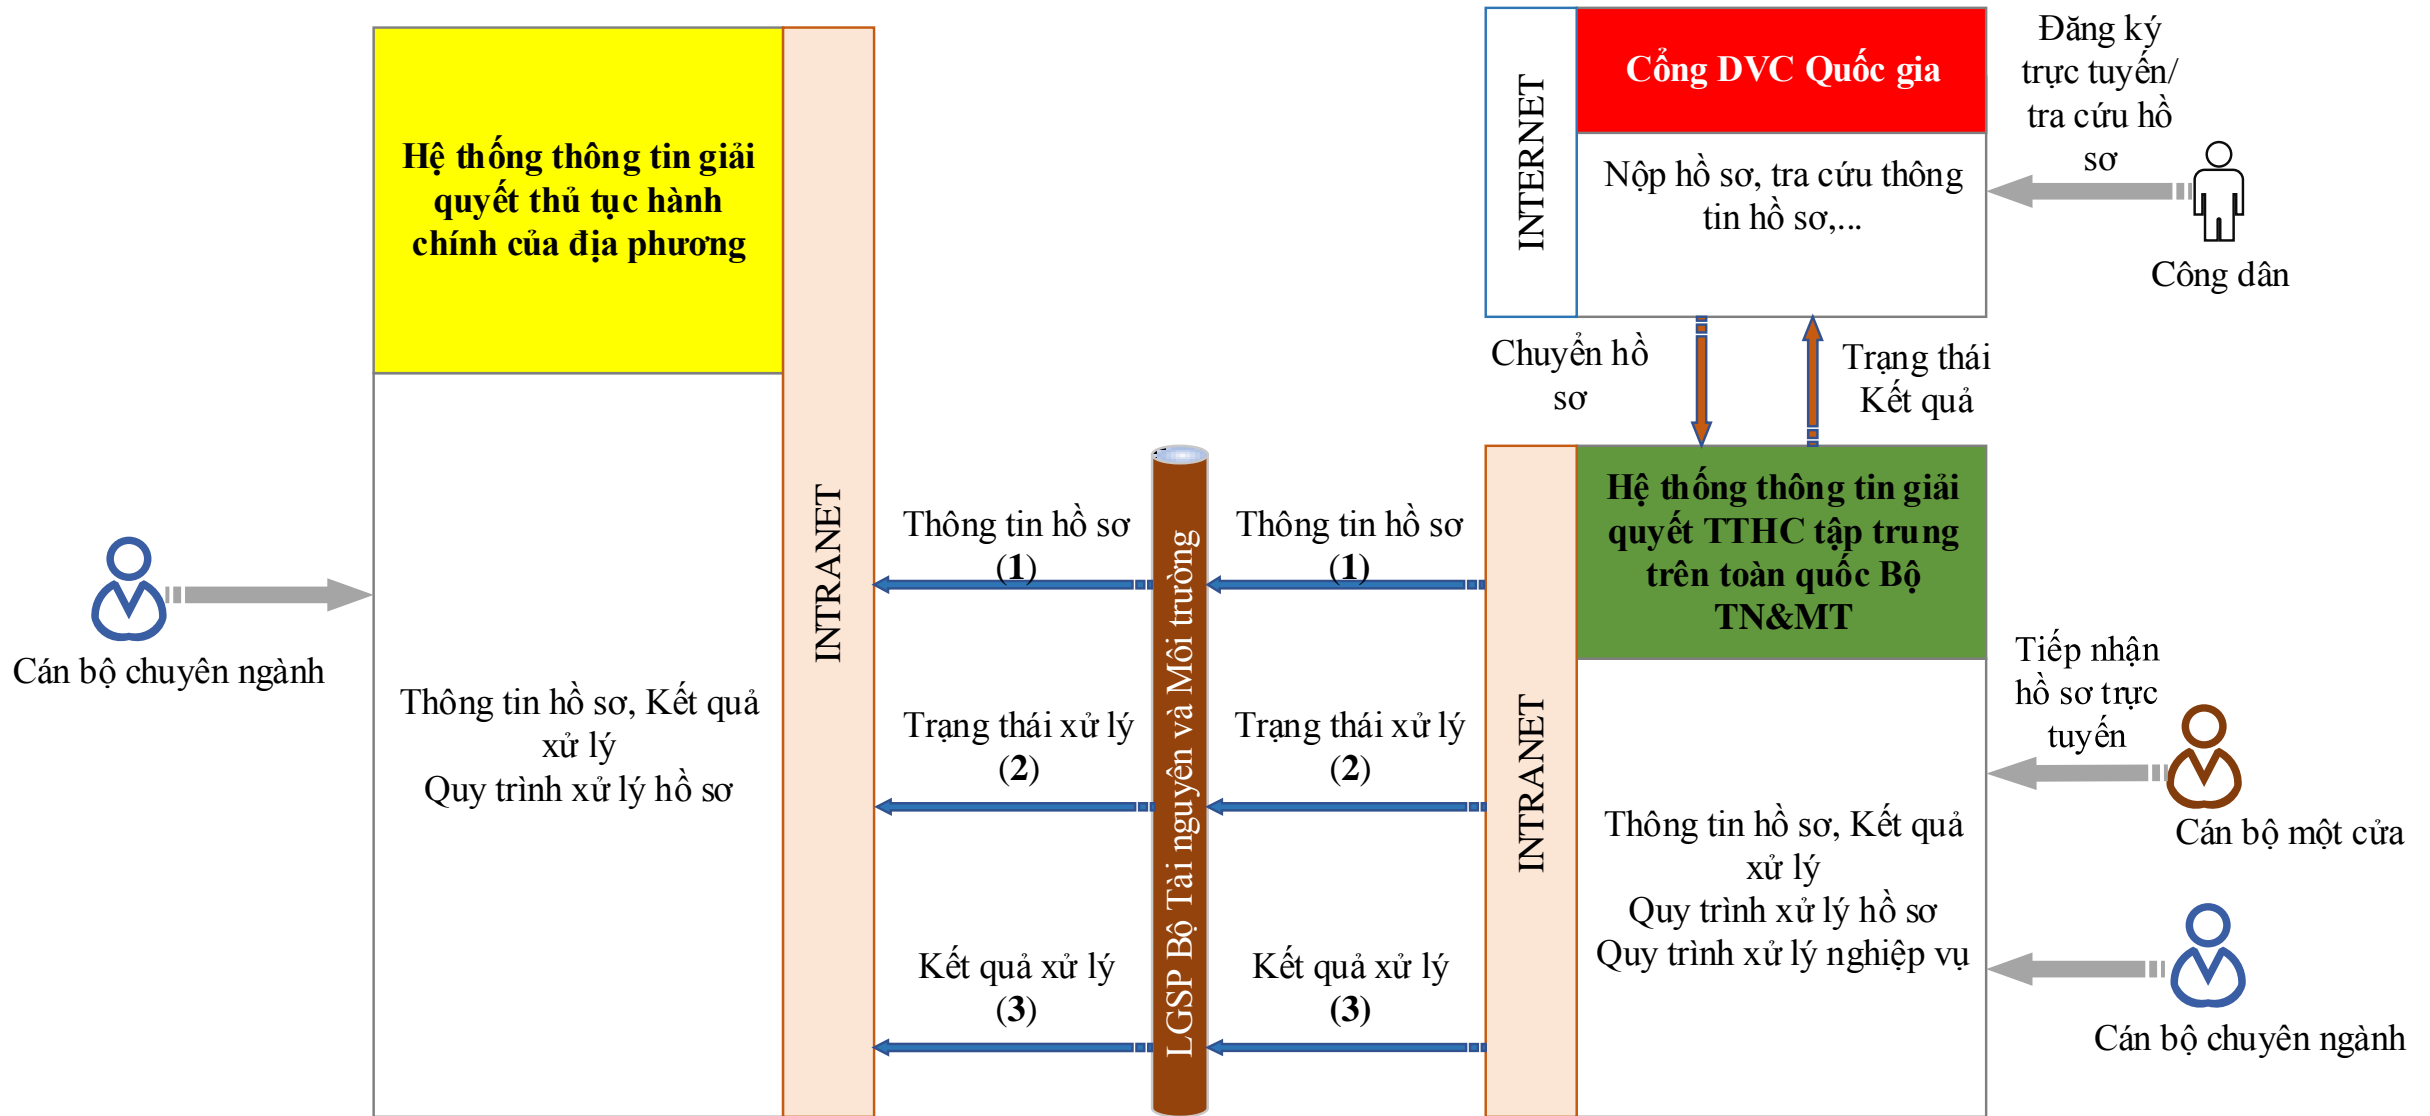 Hệ thống thông tin giải
quyết thủ tục hành
chính của địa phương
Thông tin hồ sơ, Kết quả
xử lý
Quy trình xử lý hồ sơ
INTRANET
Cán bộ chuyên ngành
Thông tin hồ sơ
(1)
Trạng thái xử lý
(2)
Kết quả xử lý
(3)
LGSP Bộ Tài nguyên và Môi trường
Thông tin hồ sơ
(1)
Trạng thái xử lý
(2)
Kết quả xử lý
(3)
INTERNET
Cổng DVC Quốc gia
Nộp hồ sơ, tra cứu thông
tin hồ sơ,...
Đăng ký
trực tuyến/
tra cứu hồ
sơ
Công dân
Chuyển hồ
sơ
Trạng thái
Kết quả
INTRANET
Hệ thống thông tin giải
quyết TTHC tập trung
trên toàn quốc Bộ
TN&MT
Thông tin hồ sơ, Kết quả
xử lý
Quy trình xử lý hồ sơ
Quy trình xử lý nghiệp vụ
Tiếp nhận
hồ sơ trực
tuyến
Cán bộ một cửa
Cán bộ chuyên ngành